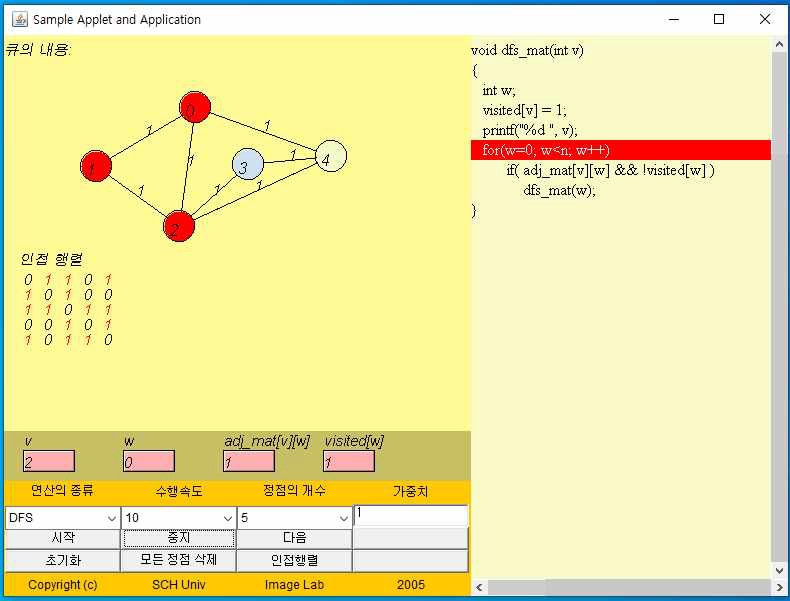 Sample Applet and Application
큐의 내용:
0
1
1
1
1
1
1
1
1
1
2
3
4
인접 행렬
0 1 1 0 1
1 0 1 0 0
1 1 0 1 1
0 0 1 0 1
1 0 1 1 0
void dfs_mat(int v)
{
int w;
visited[v] = 1;
printf("%d ", v);
for(w=0; w<n; w++)
if( adj_mat[v][w] && !visited[w] )
dfs_mat(w);
}
v w adj_mat[v][w] visited[w]
2 0 1 1
연산의 종류 수행속도 정점의 개수 가중치
DFS 10 5 1
시작 중지 다음
초기화 모든 정점 삭제 인접행렬
Copyright (c) SCH Univ Image Lab 2005